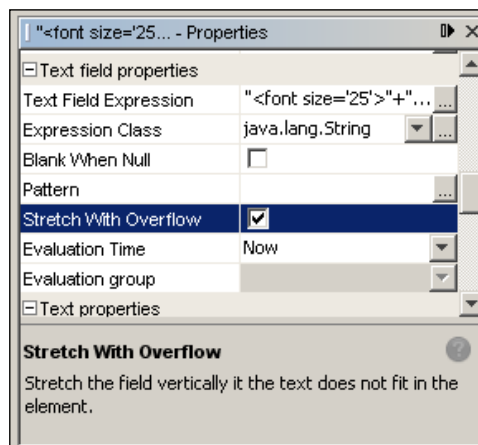 "<font size='25... - Properties
Text field properties
Text Field Expression "<font size='25'>"+"... ...
Expression Class java.lang.String ...
Blank When Null
Pattern ...
Stretch With Overflow
Evaluation Time Now
Evaluation group
Text properties
Stretch With Overflow
?
Stretch the field vertically it the text does not fit in the
element.